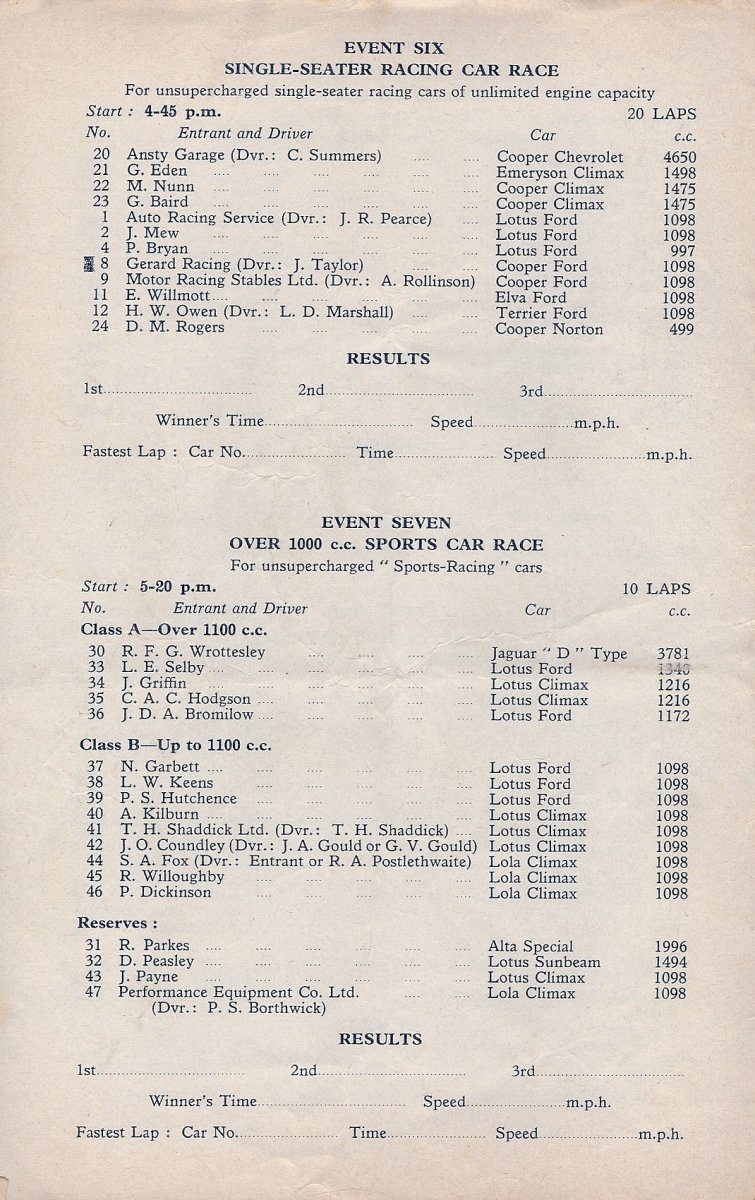 EVENT SIX
SINGLE-SEATER RACING CAR RACE
For unsupercharged single-seater racing cars of unlimited engine capacity
Start : 4-45 p.m. 20 LAPS
No. Entrant and Driver Car c.c.
20 Ansty Garage (Dvr.: C. Summers) .... .... Cooper Chevrolet 4650
21 G. Eden .... .... .... .... .... .... Emeryson Climax 1498
22 M. Nunn .... .... .... .... .... .... Cooper Climax 1475
23 G. Baird .... .... .... .... .... .... Cooper Climax 1475
1 Auto Racing Service (Dvr.: J. R. Pearce) .... Lotus Ford 1098
2 J. Mew .... .... .... .... .... .... Lotus Ford 1098
4 P. Bryan .... .... .... .... .... .... Lotus Ford 997
8 Gerard Racing (Dvr.: J. Taylor) .... .... Cooper Ford 1098
9 Motor Racing Stables Ltd. (Dvr.: A. Rollinson) Cooper Ford 1098
11 E. Willmott.... .... .... .... .... .... Elva Ford 1098
12 H. W. Owen (Dvr.: L. D. Marshall) .... .... Terrier Ford 1098
24 D. M. Rogers .... .... .... .... .... Cooper Norton 499
RESULTS
1st.................... 2nd.................... 3rd....................
Winner's Time.................... Speed....................m.p.h.
Fastest Lap : Car No.................... Time.................... Speed....................m.p.h.
EVENT SEVEN
OVER 1000 c.c. SPORTS CAR RACE
For unsupercharged " Sports-Racing " cars
Start : 5-20 p.m. 10 LAPS
No. Entrant and Driver Car c.c.
Class A—Over 1100 c.c.
30 R. F. G. Wrottesley .... .... .... .... Jaguar " D " Type 3781
33 L. E. Selby .... .... .... .... .... .... Lotus Ford 1340
34 J. Griffin .... .... .... .... .... .... Lotus Climax 1216
35 C. A. C. Hodgson .... .... .... .... .... Lotus Climax 1216
36 J. D. A. Bromilow .... .... .... .... .... Lotus Ford 1172
Class B—Up to 1100 c.c.
37 N. Garbett .... .... .... .... .... .... Lotus Ford 1098
38 L. W. Keens .... .... .... .... .... Lotus Ford 1098
39 P. S. Hutchence .... .... .... .... .... Lotus Ford 1098
40 A. Kilburn .... .... .... .... .... .... Lotus Climax 1098
41 T. H. Shaddick Ltd. (Dvr.: T. H. Shaddick) .... Lotus Climax 1098
42 J. O. Coundley (Dvr.: J. A. Gould or G. V. Gould) Lotus Climax 1098
44 S. A. Fox (Dvr.: Entrant or R. A. Postlethwaite) Lola Climax 1098
45 R. Willoughby .... .... .... .... .... Lola Climax 1098
46 P. Dickinson .... .... .... .... .... Lola Climax 1098
Reserves :
31 R. Parkes .... .... .... .... .... .... Alta Special 1996
32 D. Peasley .... .... .... .... .... .... Lotus Sunbeam 1494
43 J. Payne .... .... .... .... .... .... Lotus Climax 1098
47 Performance Equipment Co. Ltd. .... .... Lola Climax 1098
(Dvr.: P. S. Borthwick)
RESULTS
1st.................... 2nd.................... 3rd....................
Winner's Time.................... Speed....................m.p.h.
Fastest Lap : Car No.................... Time.................... Speed....................m.p.h.